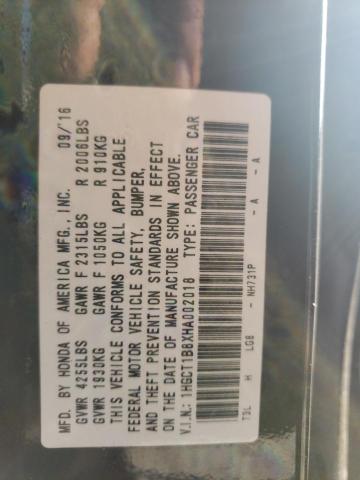 MFD. BY HONDA OF AMERICA MFG., INC. 09/'16
GVWR 4255LBS GAWR F 2315LBS R 2006LBS
GVWR 1930KG GAWR F 1050KG R 910KG
THIS VEHICLE CONFORMS TO ALL APPLICABLE
FEDERAL MOTOR VEHICLE SAFETY, BUMPER,
AND THEFT PREVENTION STANDARDS IN EFFECT
ON THE DATE OF MANUFACTURE SHOWN ABOVE.
V.I.N.: 1HGCT1B8XHA002018 TYPE: PASSENGER CAR
T3L H LGB - NH731P - A - A